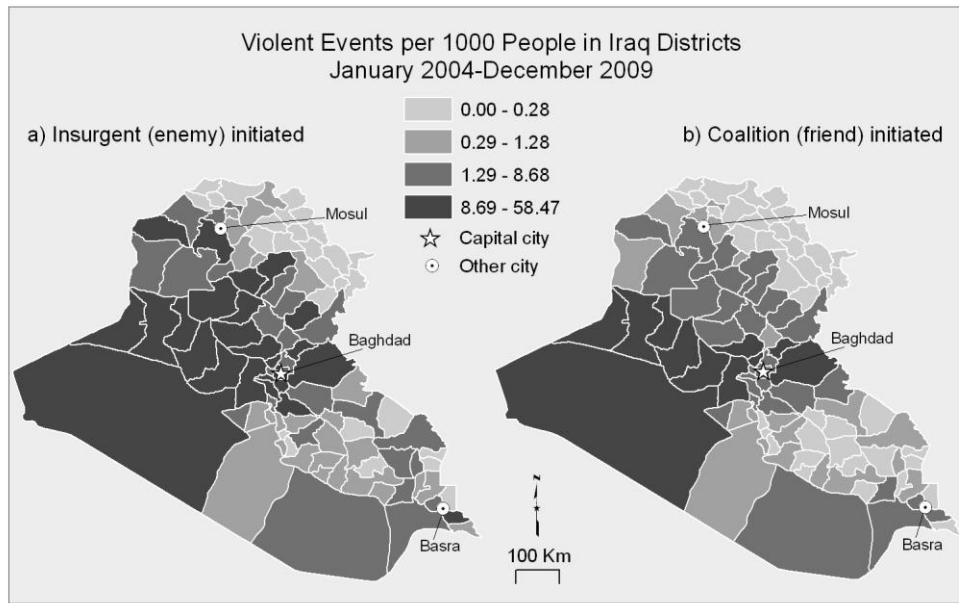 Violent Events per 1000 People in Iraq Districts
January 2004-December 2009
0.00 - 0.28
0.29 - 1.28
1.29 - 8.68
8.69 - 58.47
Capital city
Other city
a) Insurgent (enemy) initiated
b) Coalition (friend) initiated
Mosul
Baghdad
Basra
Mosul
Baghdad
Basra
z
100 Km